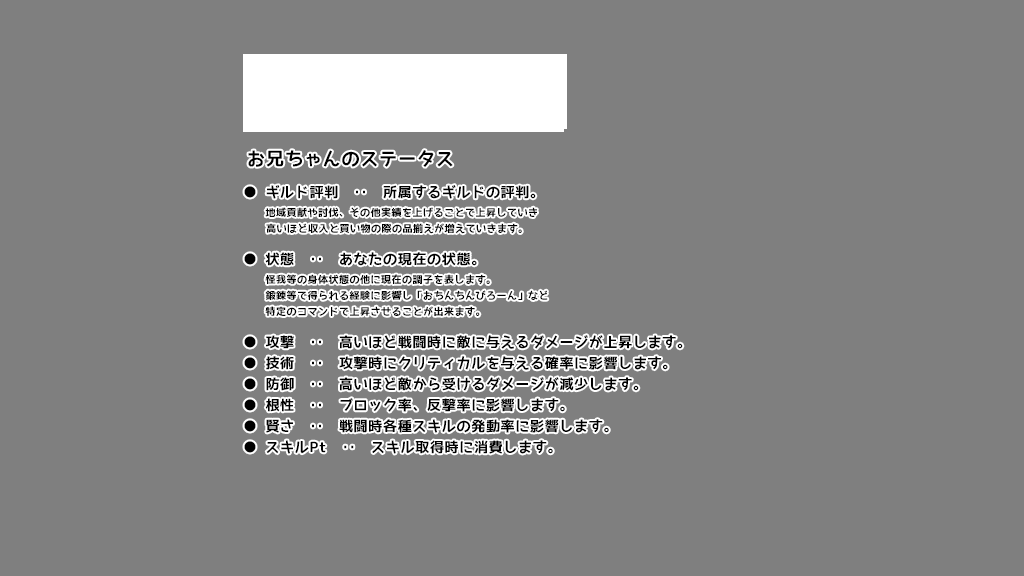 お兄ちゃんのステータス
● ギルド評判 ‥ 所属するギルドの評判。
地域貢献や討伐、その他実績を上げることで上昇していき
高いほど収入と買い物の際の品揃えが増えていきます。
● 状態 ‥ あなたの現在の状態。
怪我等の身体状態の他に現在の調子を表します。
鍛錬等で得られる経験に影響し「おちんちんびろーん」など
特定のコマンドで上昇させることが出来ます。
● 攻撃 ‥ 高いほど戦闘時に敵に与えるダメージが上昇します。
● 技術 ‥ 攻撃時にクリティカルを与える確率に影響します。
● 防御 ‥ 高いほど敵から受けるダメージが減少します。
● 根性 ‥ ブロック率、反撃率に影響します。
● 賢さ ‥ 戦闘時各種スキルの発動率に影響します。
● スキルPt ‥ スキル取得時に消費します。